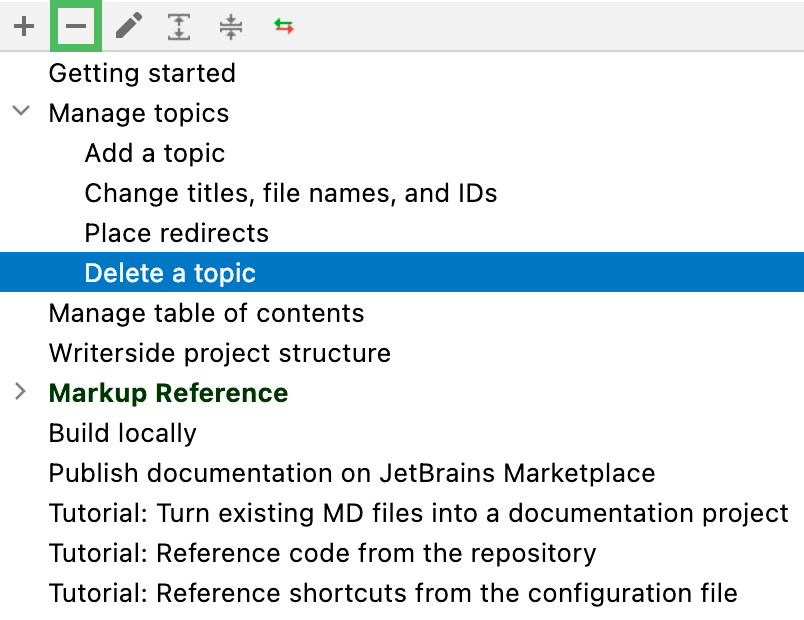 Getting started
Manage topics
Add a topic
Change titles, file names, and IDs
Place redirects
Delete a topic
Manage table of contents
Writerside project structure
Markup Reference
Build locally
Publish documentation on JetBrains Marketplace
Tutorial: Turn existing MD files into a documentation project
Tutorial: Reference code from the repository
Tutorial: Reference shortcuts from the configuration file